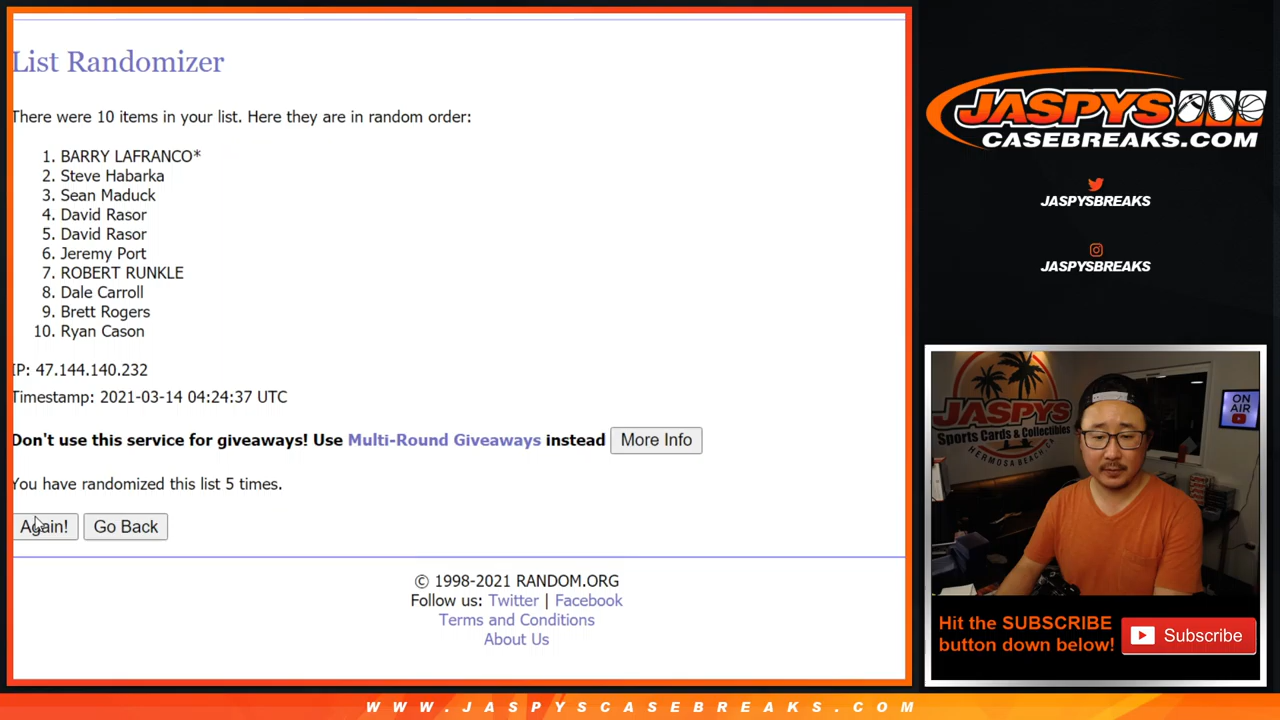 List Randomizer
There were 10 items in your list. Here they are in random order:
1. BARRY LAFRANCO*
2. Steve Habarka
3. Sean Maduck
4. David Rasor
5. David Rasor
6. Jeremy Port
7. ROBERT RUNKLE
8. Dale Carroll
9. Brett Rogers
10. Ryan Cason
IP: 47.144.140.232
Timestamp: 2021-03-14 04:24:37 UTC
Don't use this service for giveaways! Use Multi-Round Giveaways instead More Info
You have randomized this list 5 times.
Again! Go Back
© 1998-2021 RANDOM.ORG
Follow us: Twitter | Facebook
Terms and Conditions
About Us
JASPYS
CASEBREAKS.COM
JASPYSBREAKS
JASPYSBREAKS
JASPYS
Sports Cards & Collectibles
HERMOSA BEACH, CA
ON
AIR
Hit the SUBSCRIBE
button down below!
Subscribe
WWW.JASPYSCASEBREAKS.COM